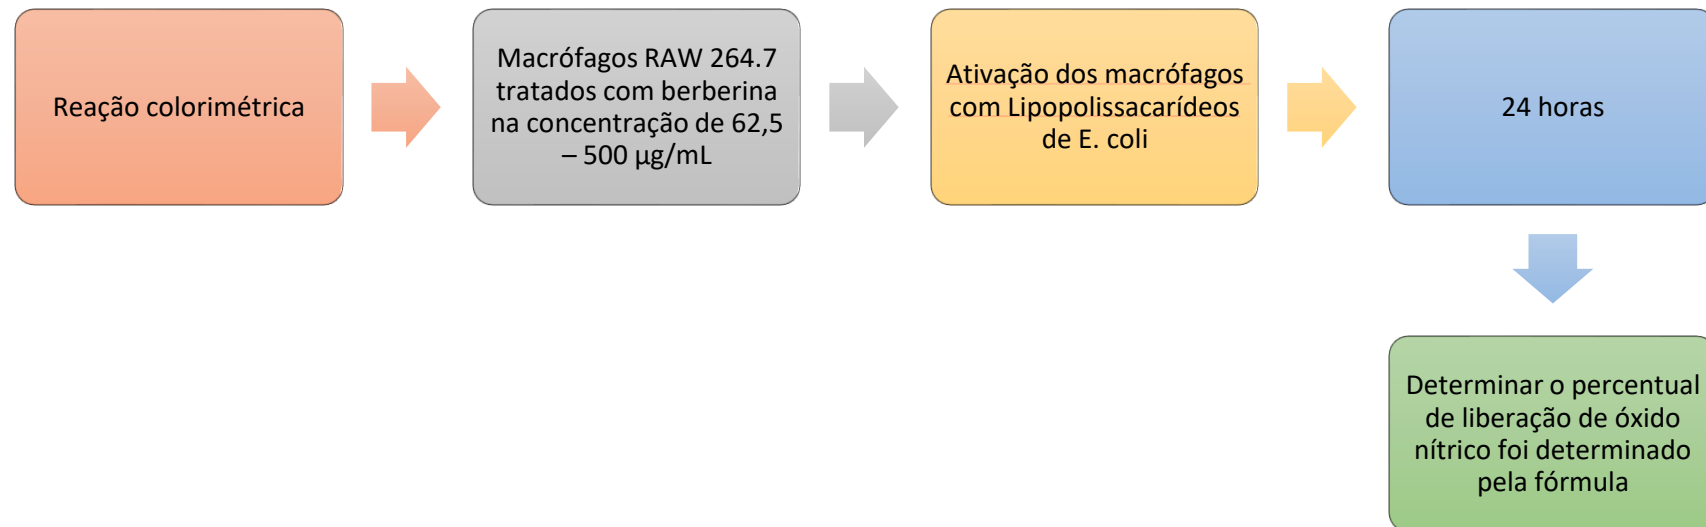 Reação colorimétrica
Macrófagos RAW 264.7
tratados com berberina
na concentração de 62,5
– 500 µg/mL
Ativação dos macrófagos
com Lipopolissacarídeos
de E. coli
24 horas
Determinar o percentual
de liberação de óxido
nítrico foi determinado
pela fórmula